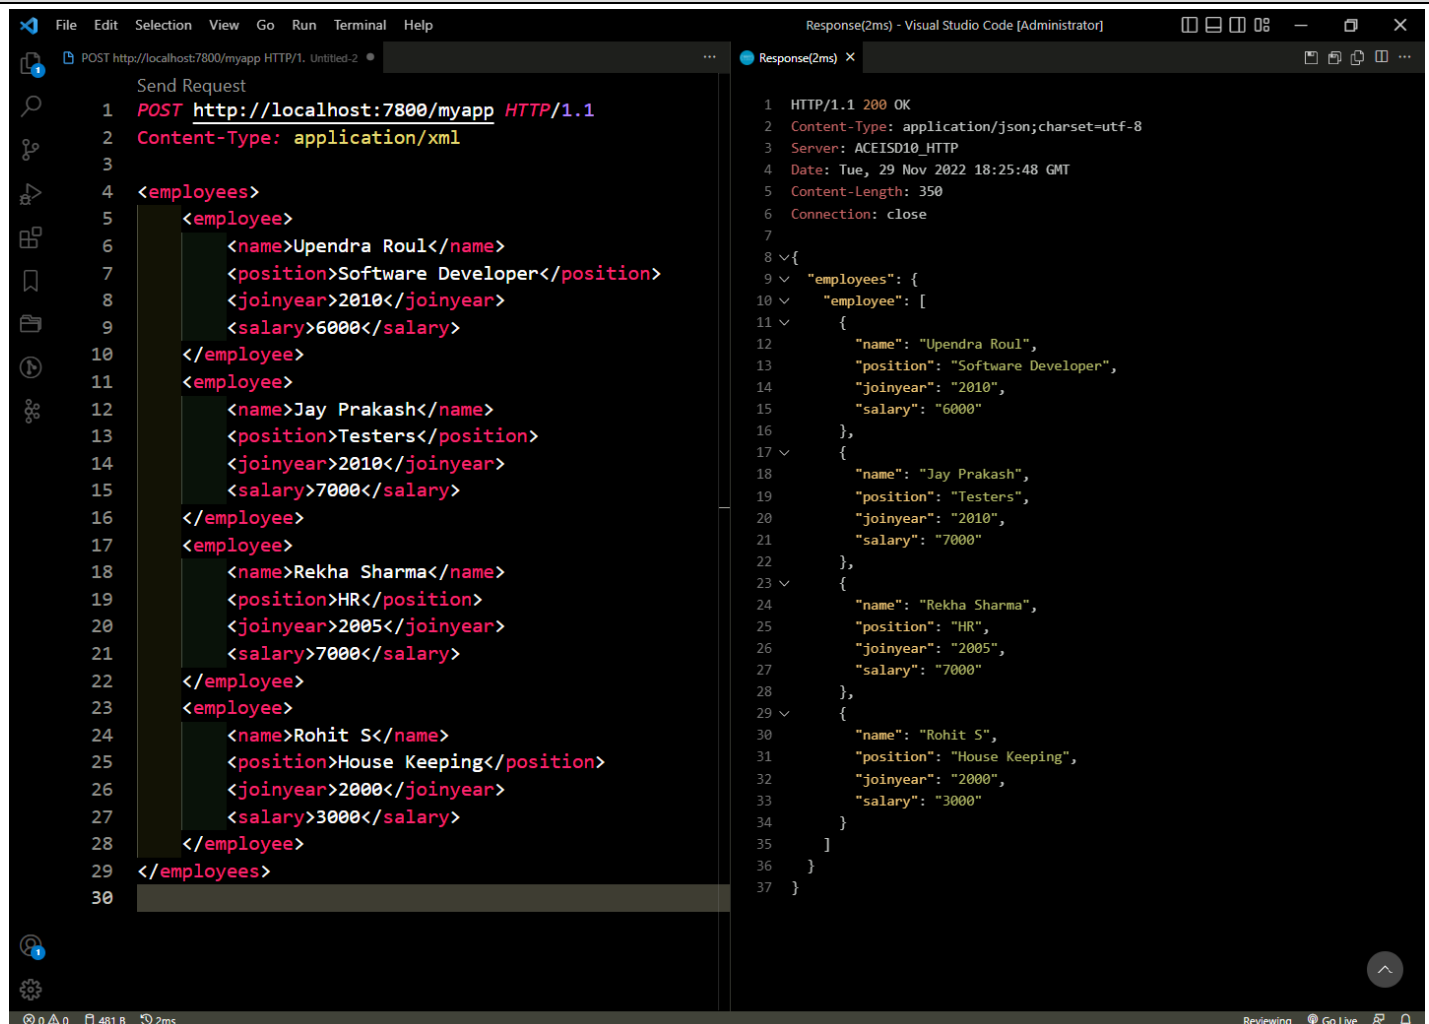 File Edit Selection View Go Run Terminal Help
Response(2ms) - Visual Studio Code [Administrator]
POST http://localhost:7800/myapp HTTP/1. Untitled-2
Send Request
1 POST http://localhost:7800/myapp HTTP/1.1
2 Content-Type: application/xml
3
4 <employees>
5 <employee>
6 <name>Upendra Roul</name>
7 <position>Software Developer</position>
8 <joinyear>2010</joinyear>
9 <salary>6000</salary>
10 </employee>
11 <employee>
12 <name>Jay Prakash</name>
13 <position>Testers</position>
14 <joinyear>2010</joinyear>
15 <salary>7000</salary>
16 </employee>
17 <employee>
18 <name>Rekha Sharma</name>
19 <position>HR</position>
20 <joinyear>2005</joinyear>
21 <salary>7000</salary>
22 </employee>
23 <employee>
24 <name>Rohit S</name>
25 <position>House Keeping</position>
26 <joinyear>2000</joinyear>
27 <salary>3000</salary>
28 </employee>
29 </employees>
30
Response(2ms)
1 HTTP/1.1 200 OK
2 Content-Type: application/json;charset=utf-8
3 Server: ACEISD10_HTTP
4 Date: Tue, 29 Nov 2022 18:25:48 GMT
5 Content-Length: 350
6 Connection: close
7
8 {
9 "employees": {
10 "employee": [
11 {
12 "name": "Upendra Roul",
13 "position": "Software Developer",
14 "joinyear": "2010",
15 "salary": "6000"
16 },
17 {
18 "name": "Jay Prakash",
19 "position": "Testers",
20 "joinyear": "2010",
21 "salary": "7000"
22 },
23 {
24 "name": "Rekha Sharma",
25 "position": "HR",
26 "joinyear": "2005",
27 "salary": "7000"
28 },
29 {
30 "name": "Rohit S",
31 "position": "House Keeping",
32 "joinyear": "2000",
33 "salary": "3000"
34 }
35 ]
36 }
37 }
1
1
0 0 481 B 2ms
Reviewing Go Live